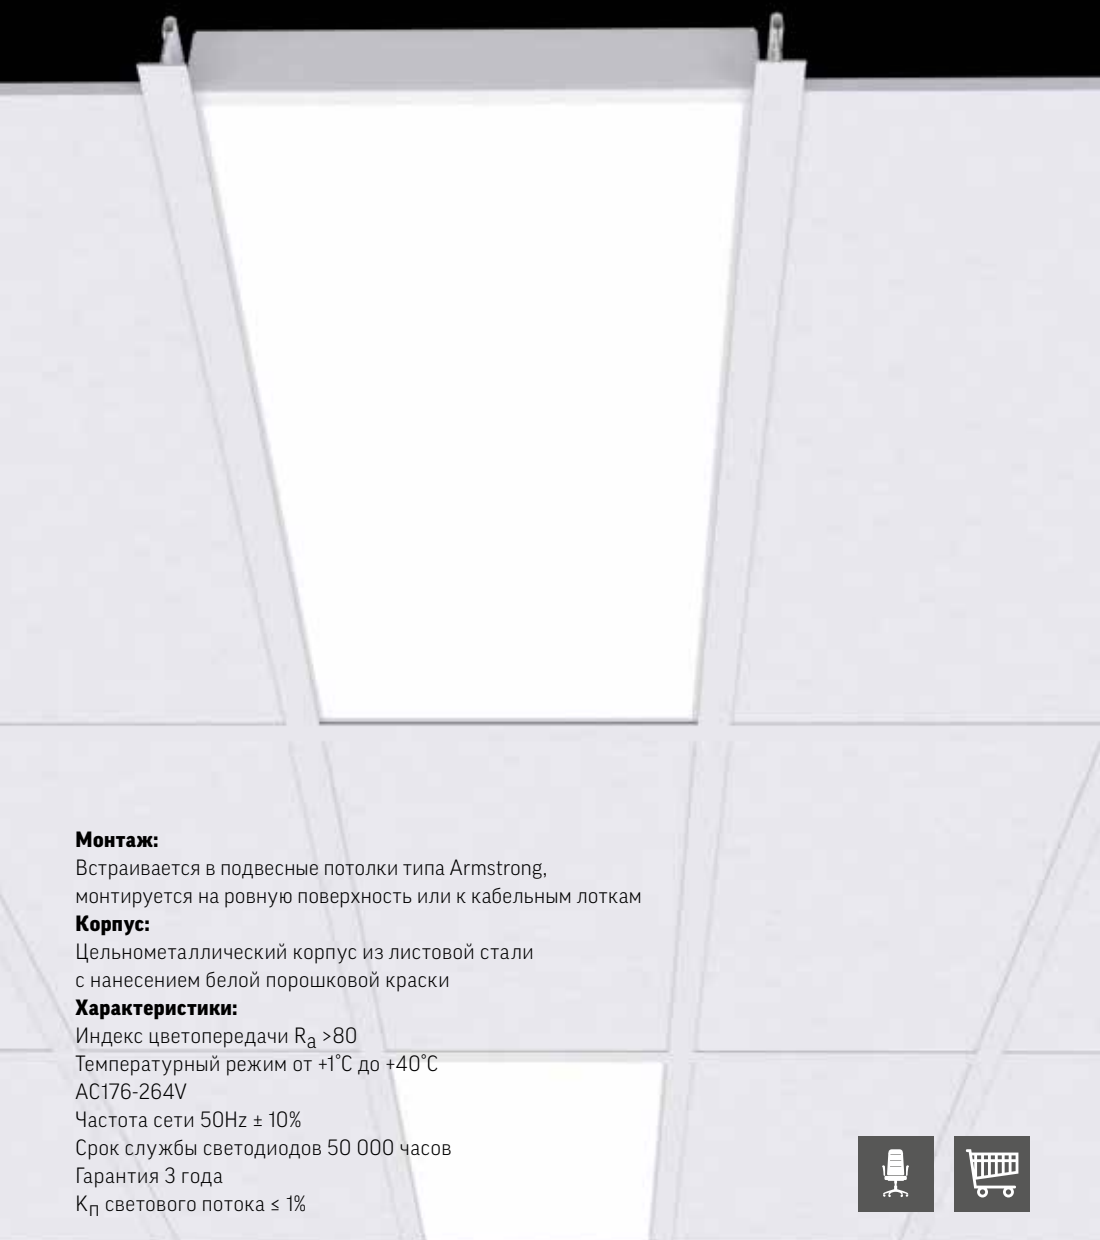 Монтаж:
Встраивается в подвесные потолки типа Armstrong,
монтируется на ровную поверхность или к кабельным лоткам
Корпус:
Цельнометаллический корпус из листовой стали
с нанесением белой порошковой краски
Характеристики:
Индекс цветопередачи Ra >80
Температурный режим от +1˚C до +40˚C
AC176-264V
Частота сети 50Hz ± 10%
Срок службы светодиодов 50 000 часов
Гарантия 3 года
Кп светового потока ≤ 1%